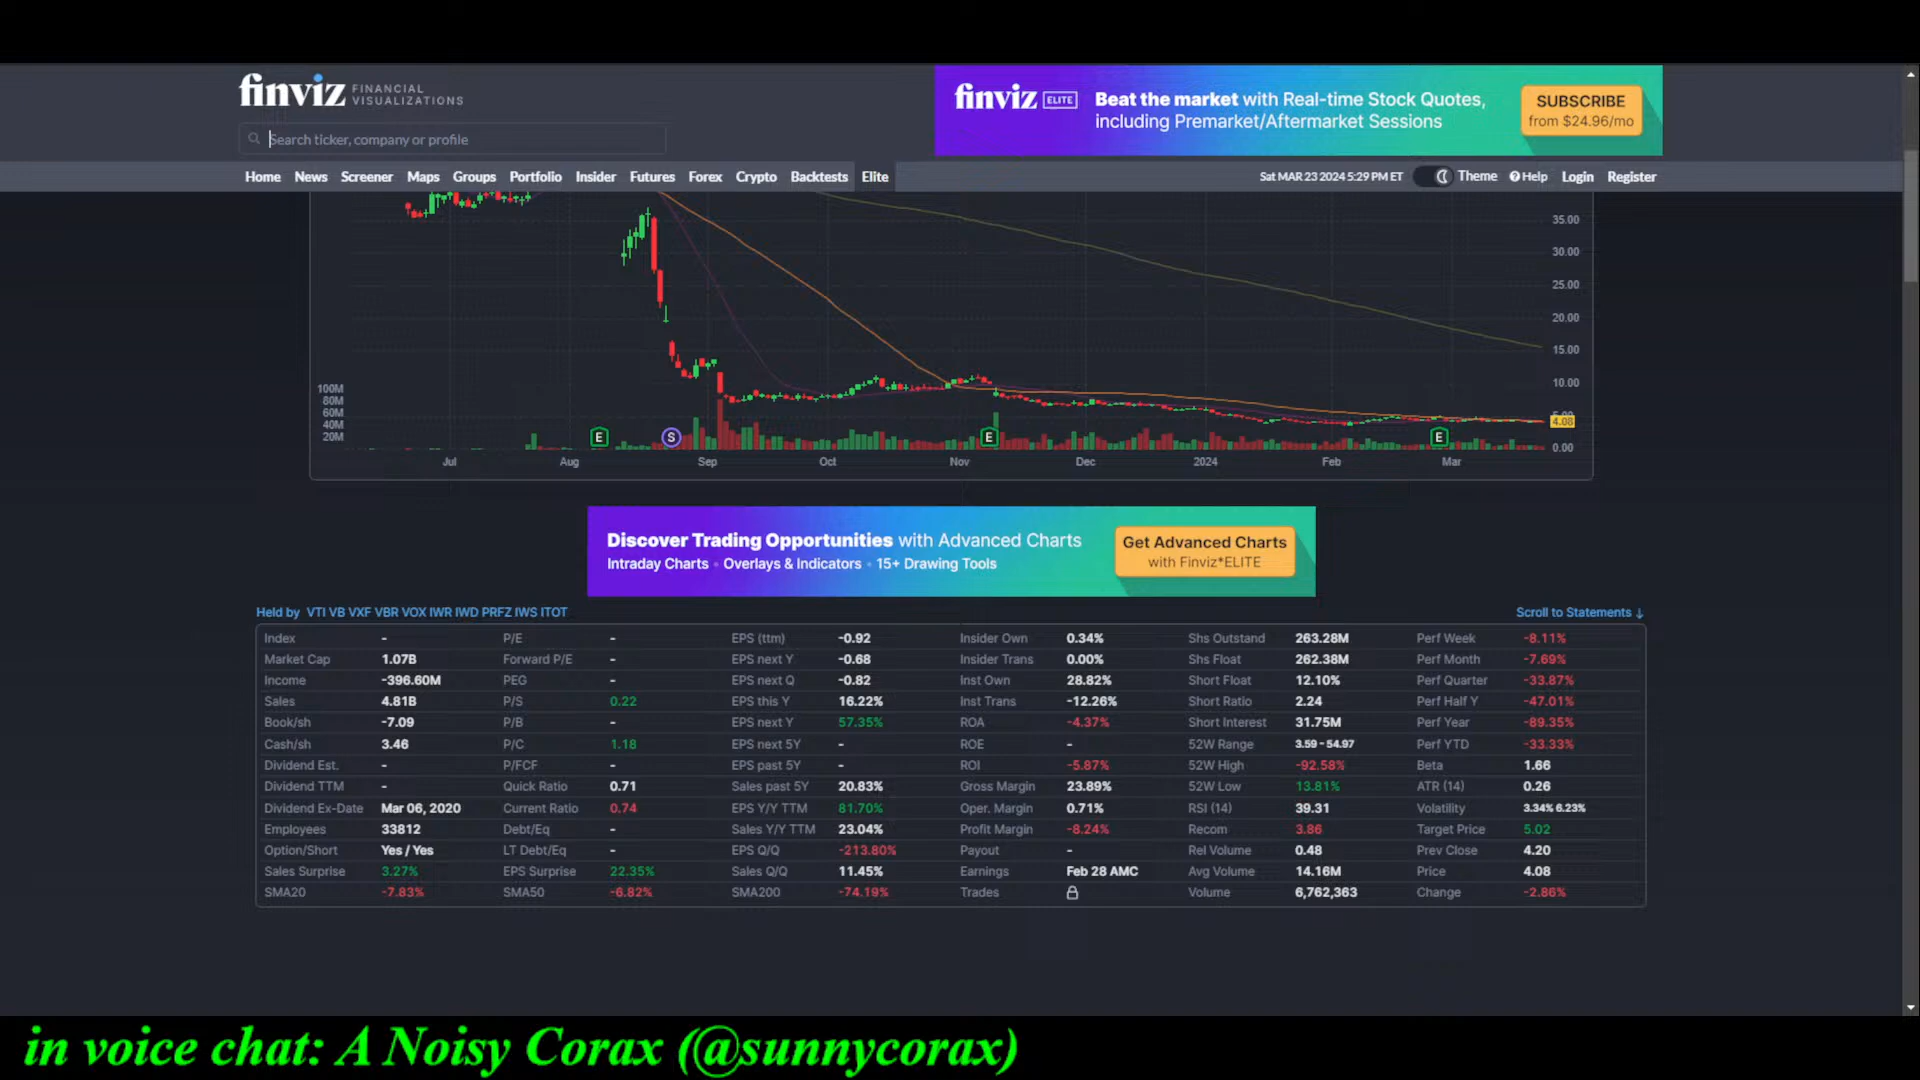 finviz FINANCIAL VISUALIZATIONS
Search ticker, company or profile
finviz ELITE Beat the market with Real-time Stock Quotes, including Premarket/Aftermarket Sessions
SUBSCRIBE from $24.96/mo
Home News Screener Maps Groups Portfolio Insider Futures Forex Crypto Backtests Elite
Sat MAR 23 2024 5:29 PM ET Theme Help Login Register
35.00
30.00
25.00
20.00
15.00
10.00
5.00
4.08
0.00
100M
80M
60M
40M
20M
E S E E
Jul Aug Sep Oct Nov Dec 2024 Feb Mar
Discover Trading Opportunities with Advanced Charts
Intraday Charts • Overlays & Indicators • 15+ Drawing Tools
Get Advanced Charts
with Finviz*ELITE
Held by VTI VB VXF VBR VOX IWR IWD PRFZ IWS ITOT
Scroll to Statements ↓
Index - P/E - EPS (ttm) -0.92 Insider Own 0.34% Shs Outstand 263.28M Perf Week -8.11%
Market Cap 1.07B Forward P/E - EPS next Y -0.68 Insider Trans 0.00% Shs Float 262.38M Perf Month -7.69%
Income -396.60M PEG - EPS next Q -0.82 Inst Own 28.82% Short Float 12.10% Perf Quarter -33.87%
Sales 4.81B P/S 0.22 EPS this Y 16.22% Inst Trans -12.26% Short Ratio 2.24 Perf Half Y -47.01%
Book/sh -7.09 P/B - EPS next Y 57.35% ROA -4.37% Short Interest 31.75M Perf Year -89.35%
Cash/sh 3.46 P/C 1.18 EPS next 5Y - ROE - 52W Range 3.59 - 54.97 Perf YTD -33.33%
Dividend Est. - P/FCF - EPS past 5Y - ROI -5.87% 52W High -92.58% Beta 1.66
Dividend TTM - Quick Ratio 0.71 Sales past 5Y 20.83% Gross Margin 23.89% 52W Low 13.81% ATR (14) 0.26
Dividend Ex-Date Mar 06, 2020 Current Ratio 0.74 EPS Y/Y TTM 81.70% Oper. Margin 0.71% RSI (14) 39.31 Volatility 3.34% 6.23%
Employees 33812 Debt/Eq - Sales Y/Y TTM 23.04% Profit Margin -8.24% Recom 3.86 Target Price 5.02
Option/Short Yes / Yes LT Debt/Eq - EPS Q/Q -213.80% Payout - Rel Volume 0.48 Prev Close 4.20
Sales Surprise 3.27% EPS Surprise 22.35% Sales Q/Q 11.45% Earnings Feb 28 AMC Avg Volume 14.16M Price 4.08
SMA20 -7.83% SMA50 -6.82% SMA200 -74.19% Trades Volume 6,762,363 Change -2.86%
in voice chat: A Noisy Corax (@sunnycorax)